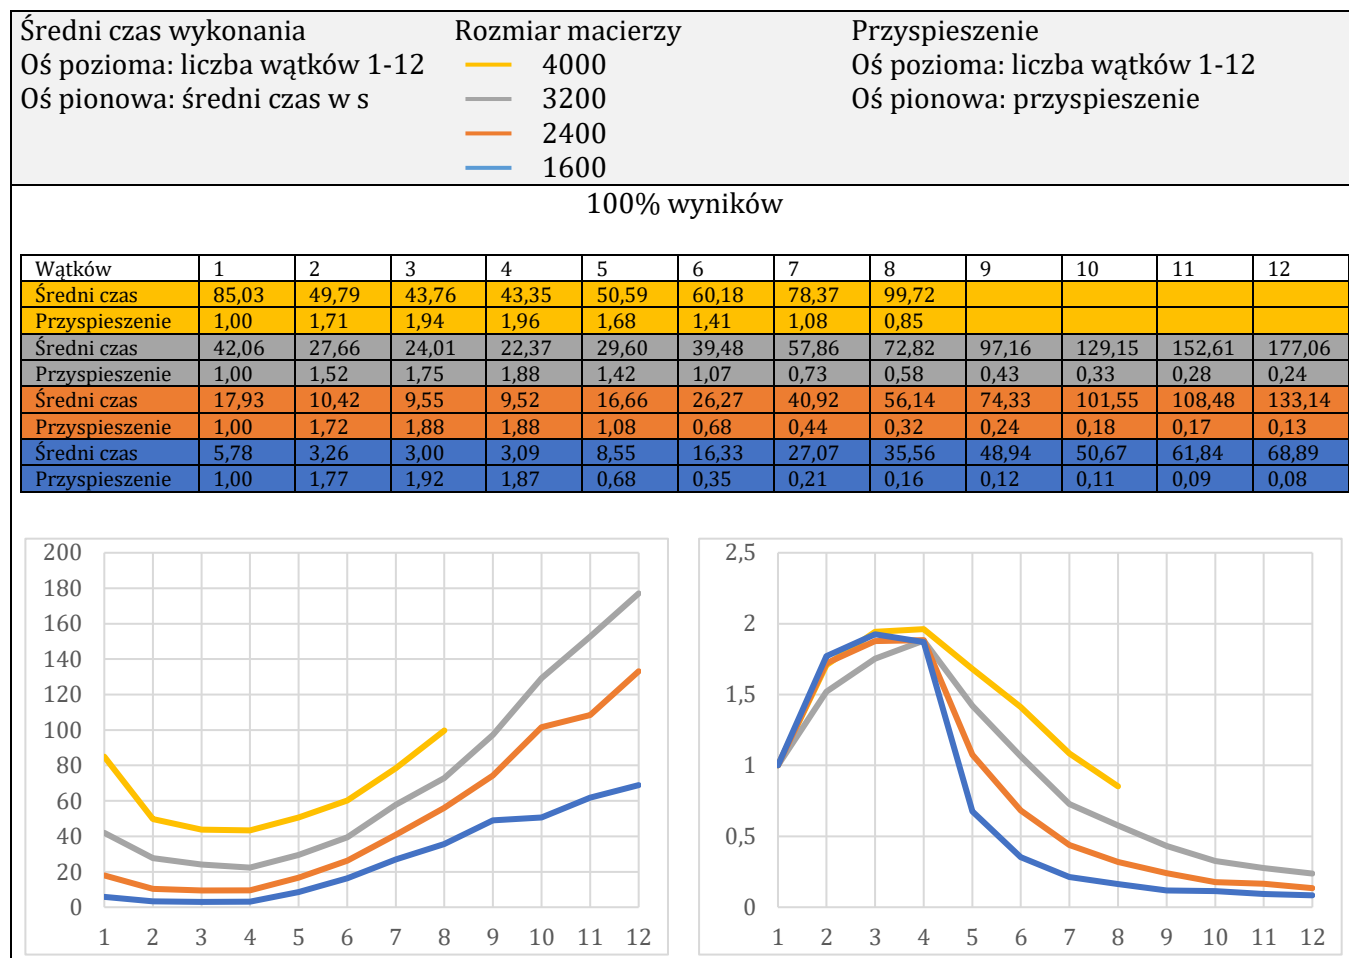 Średni czas wykonania Rozmiar macierzy Przyspieszenie
Oś pozioma: liczba wątków 1-12 4000 Oś pozioma: liczba wątków 1-12
Oś pionowa: średni czas w s 3200 Oś pionowa: przyspieszenie
2400
1600
100% wyników
Wątków 1 2 3 4 5 6 7 8 9 10 11 12
Średni czas 85,03 49,79 43,76 43,35 50,59 60,18 78,37 99,72
Przyspieszenie 1,00 1,71 1,94 1,96 1,68 1,41 1,08 0,85
Średni czas 42,06 27,66 24,01 22,37 29,60 39,48 57,86 72,82 97,16 129,15 152,61 177,06
Przyspieszenie 1,00 1,52 1,75 1,88 1,42 1,07 0,73 0,58 0,43 0,33 0,28 0,24
Średni czas 17,93 10,42 9,55 9,52 16,66 26,27 40,92 56,14 74,33 101,55 108,48 133,14
Przyspieszenie 1,00 1,72 1,88 1,88 1,08 0,68 0,44 0,32 0,24 0,18 0,17 0,13
Średni czas 5,78 3,26 3,00 3,09 8,55 16,33 27,07 35,56 48,94 50,67 61,84 68,89
Przyspieszenie 1,00 1,77 1,92 1,87 0,68 0,35 0,21 0,16 0,12 0,11 0,09 0,08
200
180
160
140
120
100
80
60
40
20
0
1 2 3 4 5 6 7 8 9 10 11 12
2,5
2
1,5
1
0,5
0
1 2 3 4 5 6 7 8 9 10 11 12